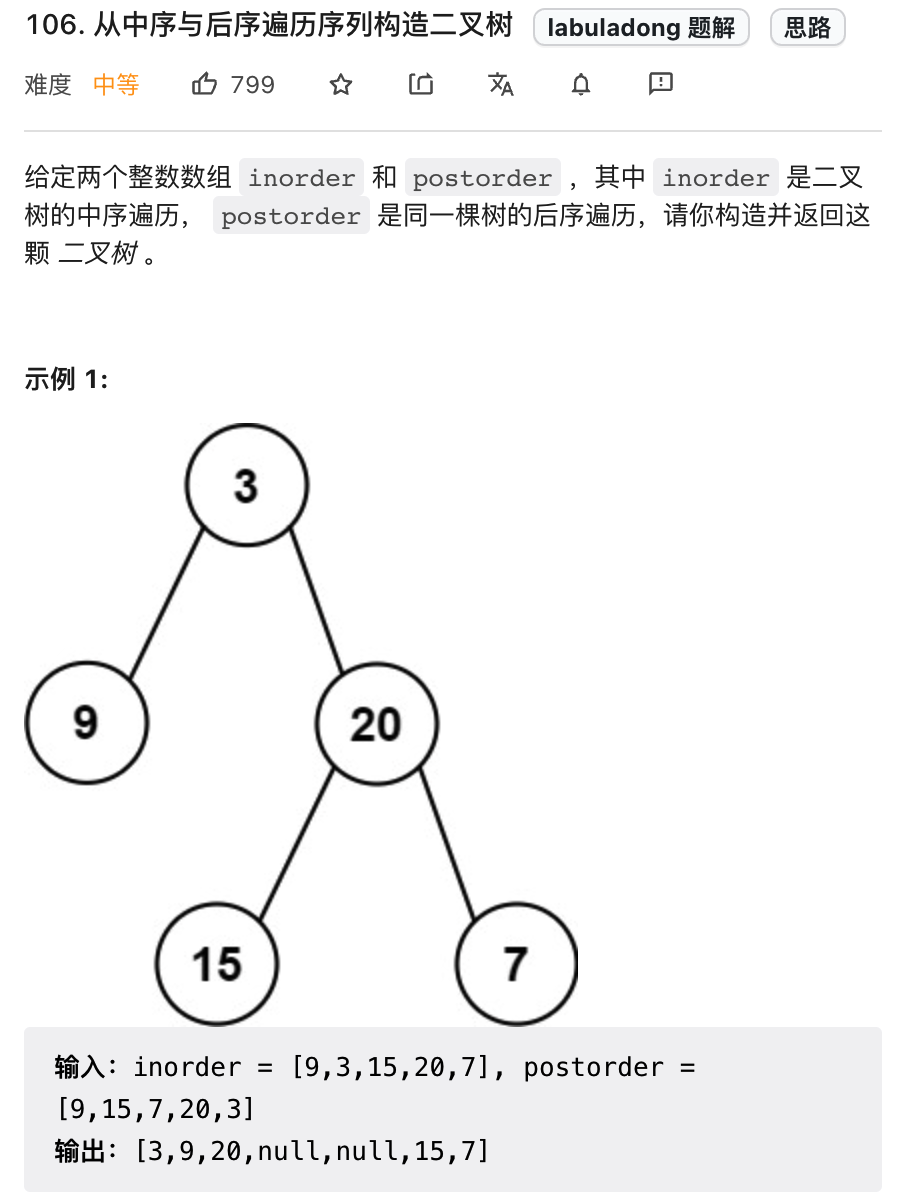 106. 从中序与后序遍历序列构造二叉树 labuladong 题解 思路
难度 中等 799
给定两个整数数组 inorder 和 postorder ，其中 inorder 是二叉
树的中序遍历， postorder 是同一棵树的后序遍历，请你构造并返回这
颗 二叉树 。
示例 1:
3
9
20
15
7
输入：inorder = [9,3,15,20,7], postorder =
[9,15,7,20,3]
输出：[3,9,20,null,null,15,7]